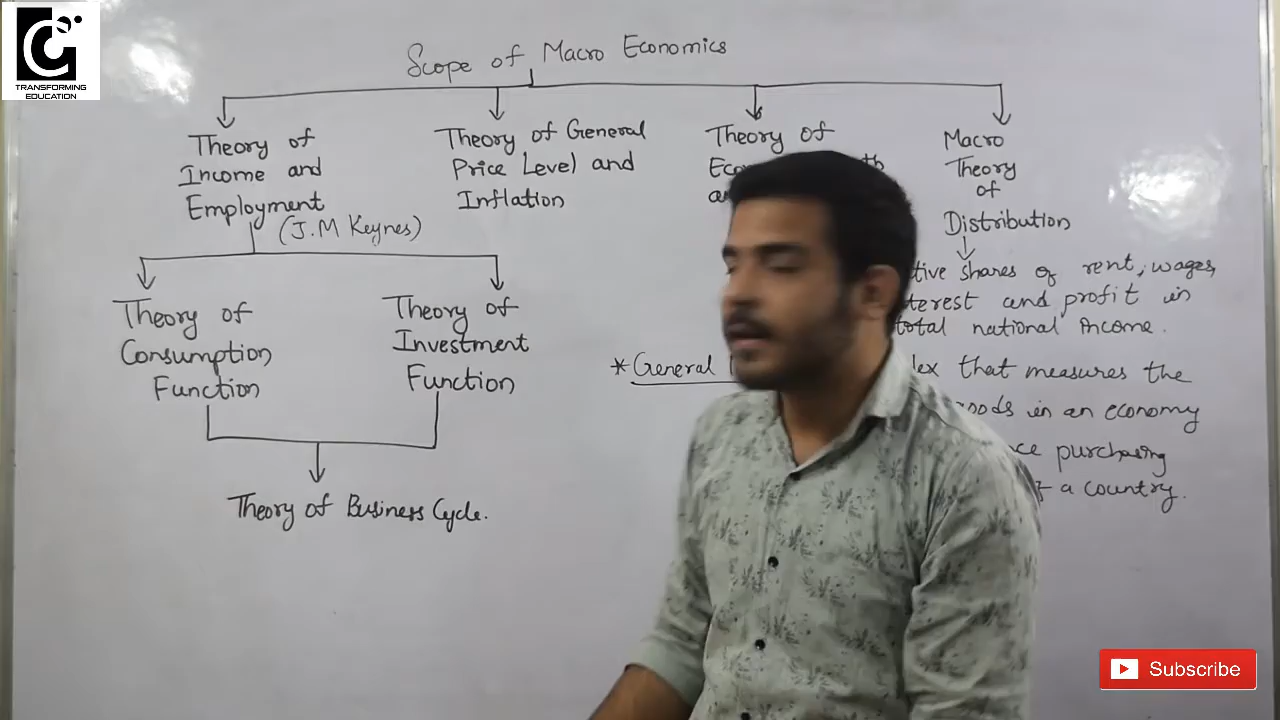 TRANSFORMING
EDUCATION
Scope of Macro Economics
Theory of
Income and
Employment
(J.M Keynes)
Theory of General
Price Level and
Inflation
Theory of
Macro
Theory
of
Distribution
shares of rent, wages,
and profit in
total national income.
Theory of
Consumption
Function
Theory of
Investment
Function
*General
that measures the
in an economy
purchasing
a country.
Theory of Business Cycle.
Subscribe